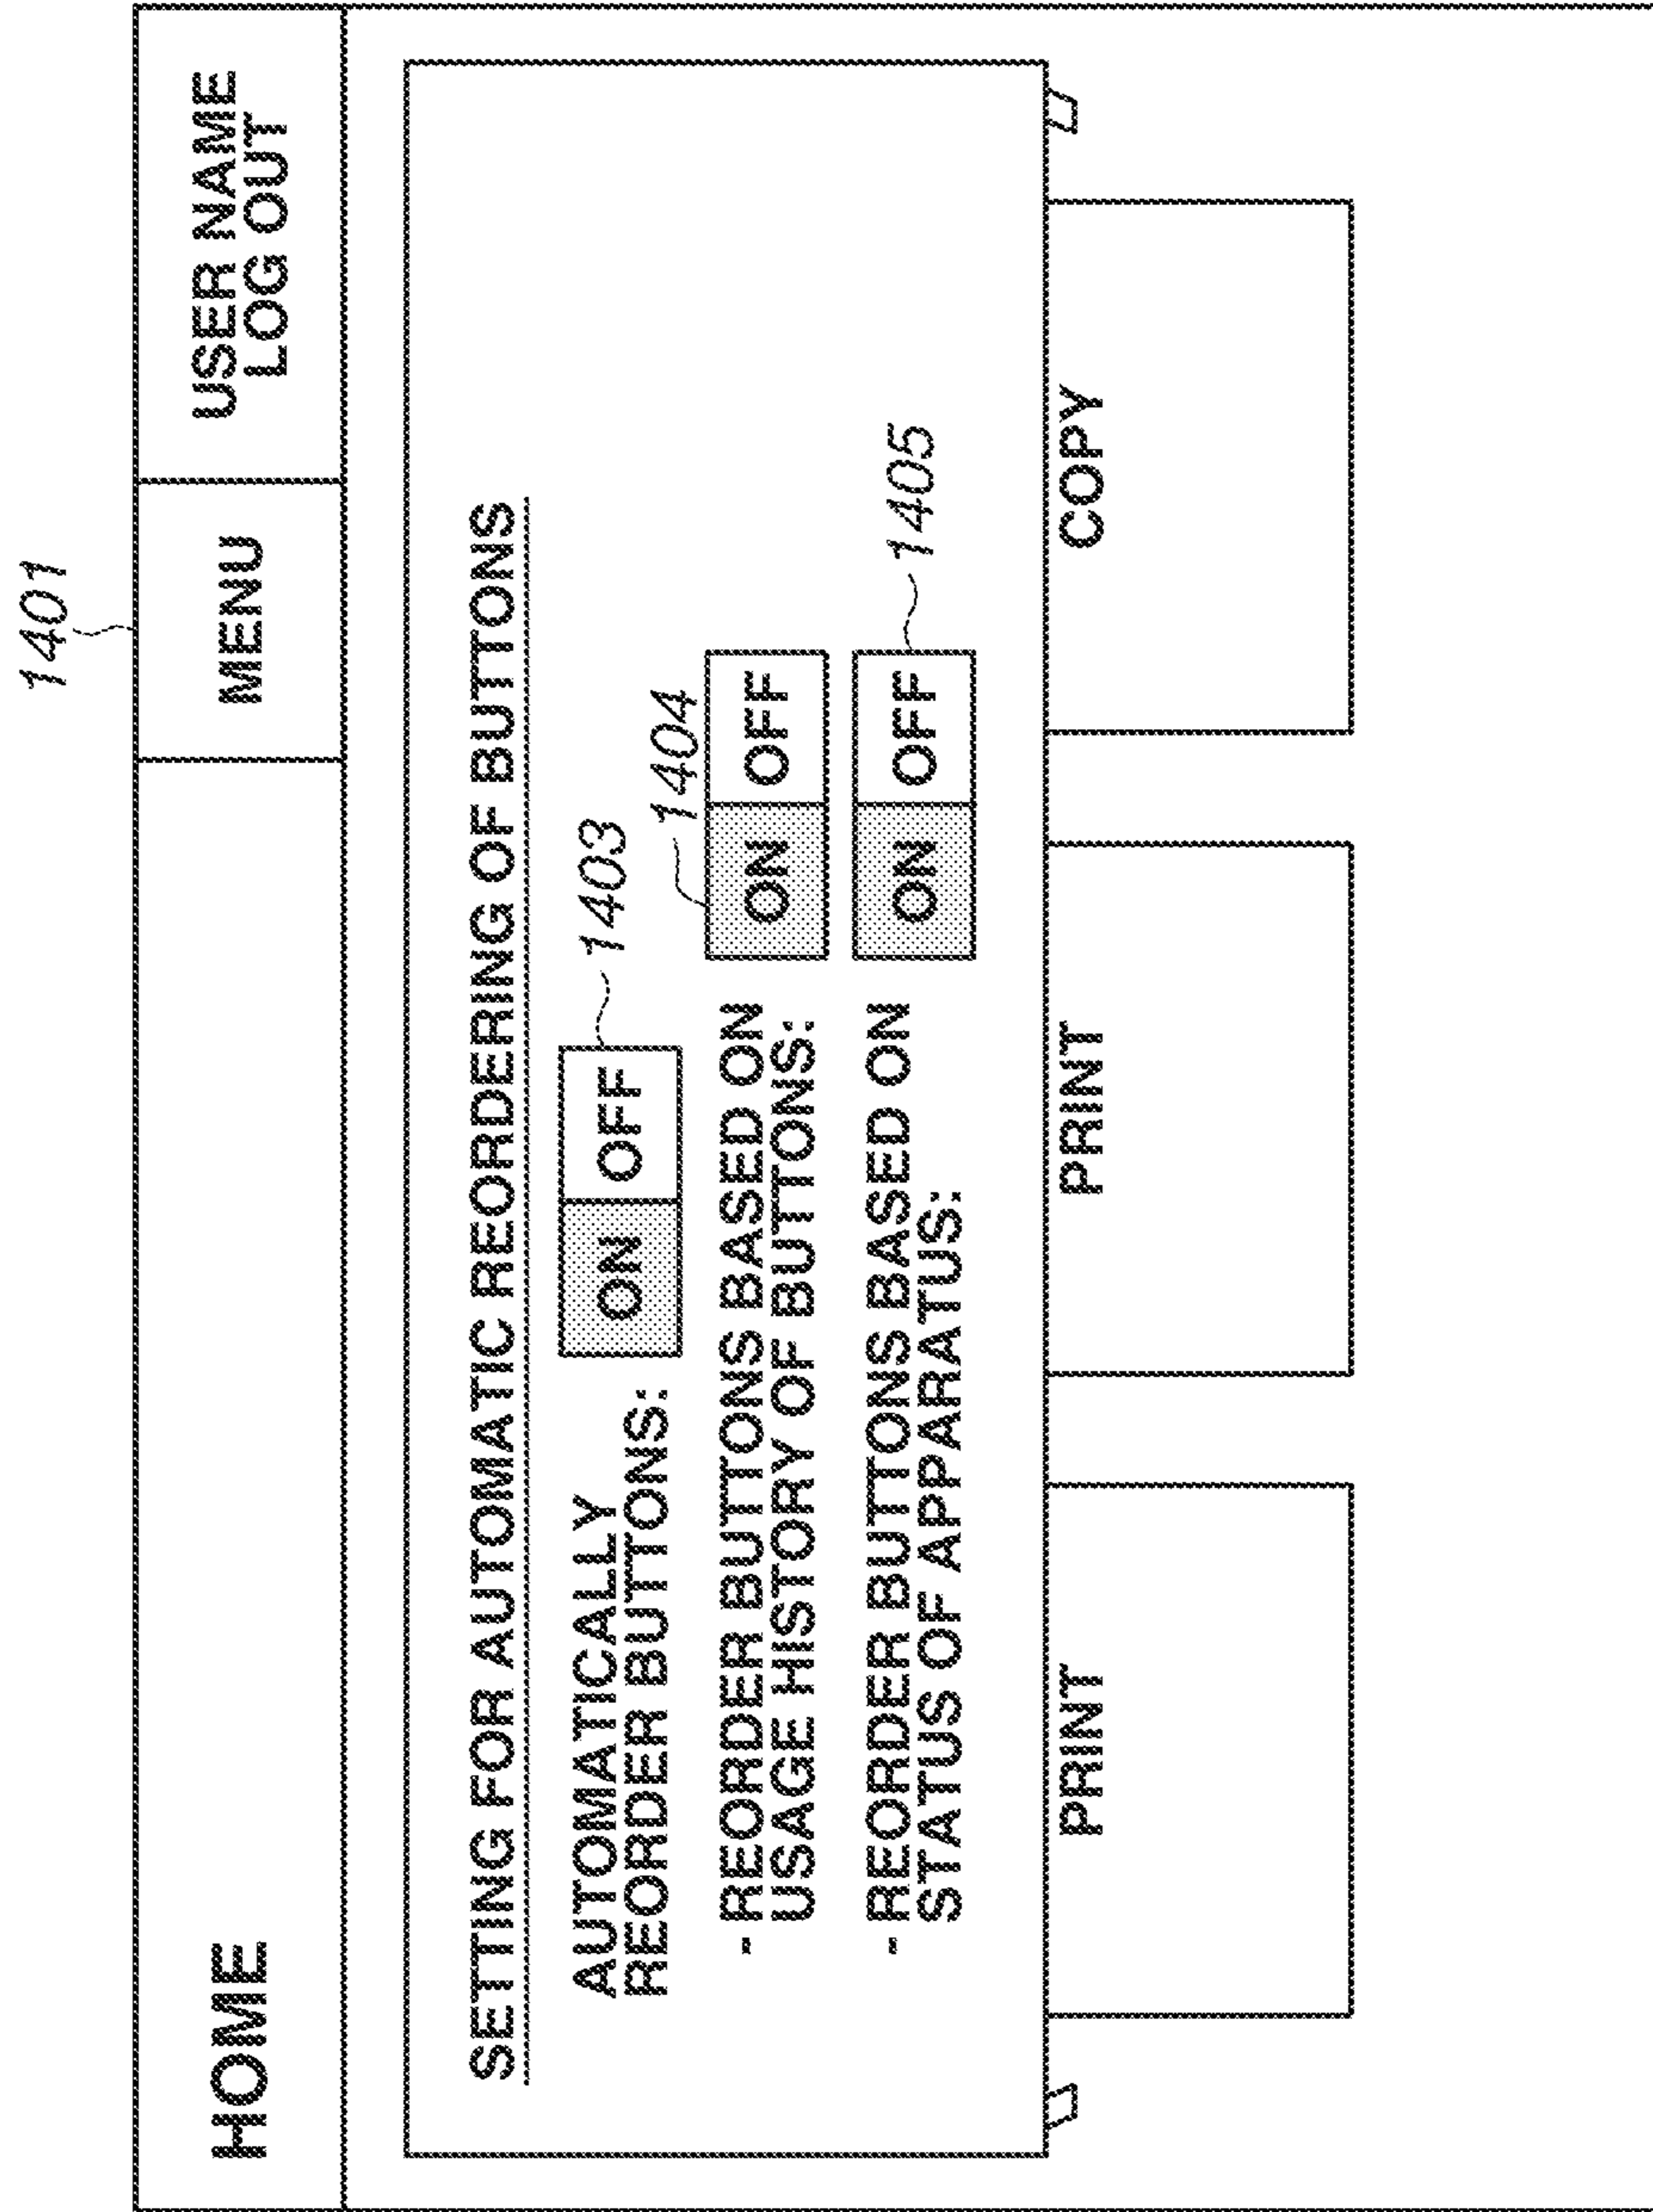 1401
HOME
MENU
USER NAME
LOG OUT
SETTING FOR AUTOMATIC REORDERING OF BUTTONS
AUTOMATICALLY
REORDER BUTTONS:
ON OFF
1403
1404
- REORDER BUTTONS BASED ON
USAGE HISTORY OF BUTTONS:
ON OFF
1405
- REORDER BUTTONS BASED ON
STATUS OF APPARATUS:
ON OFF
PRINT
PRINT
COPY